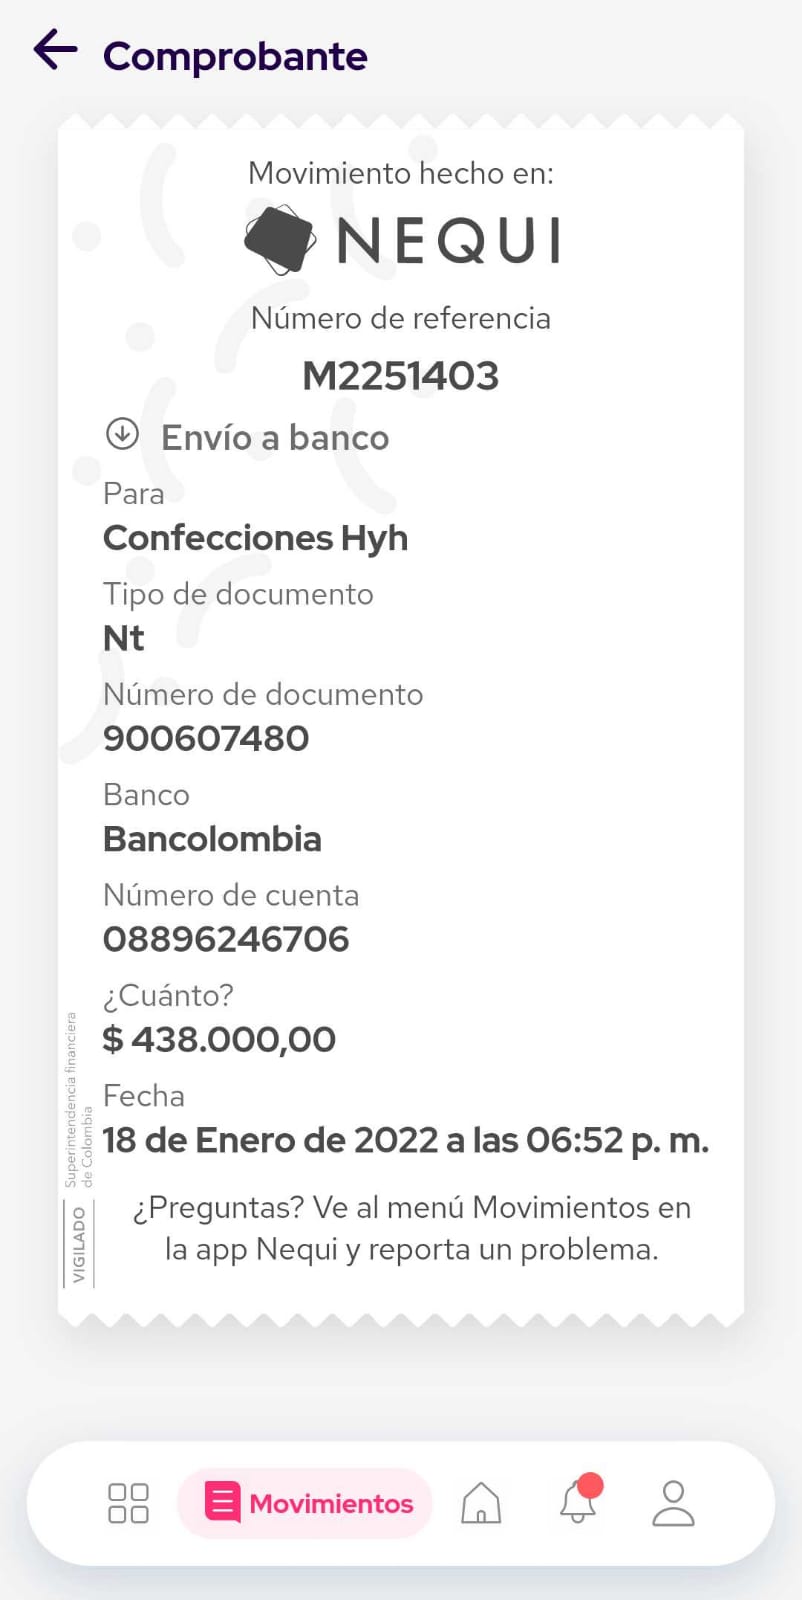 Comprobante
Movimiento hecho en:
NEQUI
Número de referencia
M2251403
Envío a banco
Para
Confecciones Hyh
Tipo de documento
Nt
Número de documento
900607480
Banco
Bancolombia
Número de cuenta
08896246706
¿Cuánto?
$ 438.000,00
Fecha
18 de Enero de 2022 a las 06:52 p. m.
¿Preguntas? Ve al menú Movimientos en
la app Nequi y reporta un problema.
VIGILADO
Superintendencia financiera
de Colombia
Movimientos